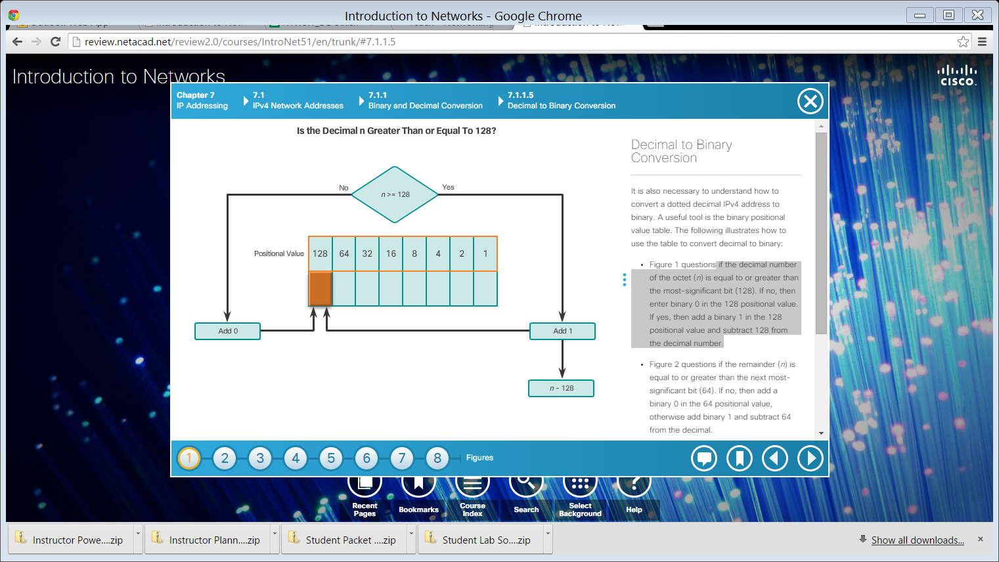 Introduction to Networks - Google Chrome
review.netacad.net/review2.0/courses/IntroNet51/en/trunk/#7.1.1.5
Introduction to Networks
CISCO.
Chapter 7
IP Addressing
7.1
IPv4 Network Addresses
7.1.1
Binary and Decimal Conversion
7.1.1.5
Decimal to Binary Conversion
Is the Decimal n Greater Than or Equal To 128?
No
n >= 128
Yes
Positional Value 128 64 32 16 8 4 2 1
Add 0
Add 1
n - 128
Decimal to Binary
Conversion
It is also necessary to understand how to
convert a dotted decimal IPv4 address to
binary. A useful tool is the binary positional
value table. The following illustrates how to
use the table to convert decimal to binary:
• Figure 1 questions if the decimal number
of the octet (n) is equal to or greater than
the most-significant bit (128). If no, then
enter binary 0 in the 128 positional value.
If yes, then add a binary 1 in the 128
positional value and subtract 128 from
the decimal number.
• Figure 2 questions if the remainder (n) is
equal to or greater than the next most-
significant bit (64). If no, then add a
binary 0 in the 64 positional value,
otherwise add binary 1 and subtract 64
from the decimal.
1 2 3 4 5 6 7 8 Figures
Recent
Pages
Bookmarks
Course
Index
Search
Select
Background
Help
Instructor Powe....zip
Instructor Plann....zip
Student Packet ....zip
Student Lab So....zip
Show all downloads...